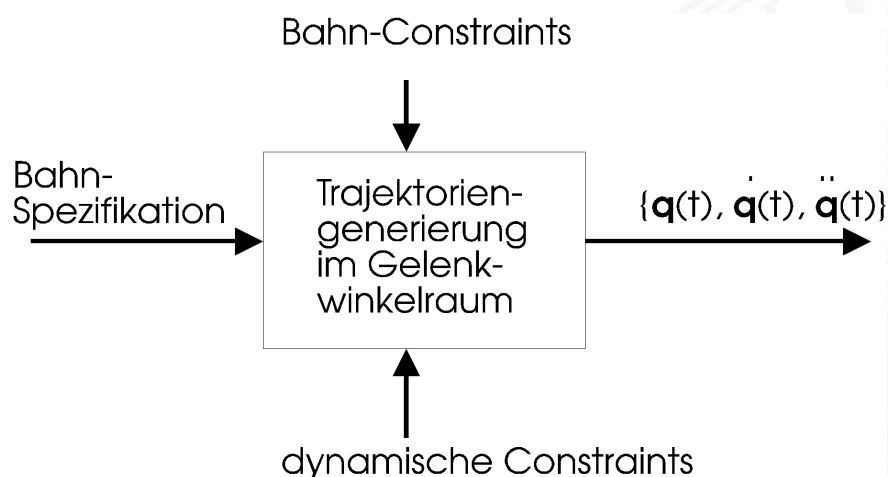 Bahn-Constraints
Bahn-
Spezifikation
Trajektorien-
generierung
im Gelenk-
winkelraum
{q(t), q̇(t), q̈(t)}
dynamische Constraints